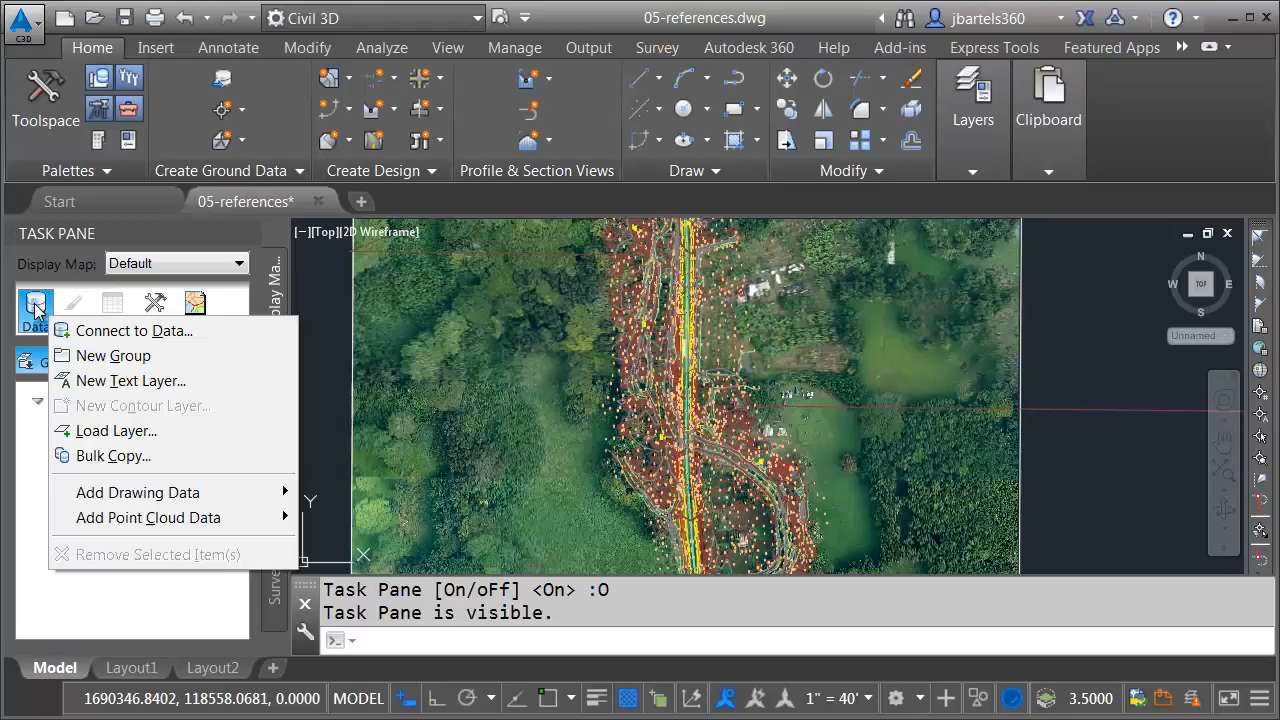 C3D
Civil 3D
05-references.dwg
jbartels360
Home Insert Annotate Modify Analyze View Manage Output Survey Autodesk 360 Help Add-ins Express Tools Featured Apps
Toolspace
Layers
Clipboard
Palettes
Create Ground Data
Create Design
Profile & Section Views
Draw
Modify
Start
05-references*
TASK PANE
[−][Top][2D Wireframe]
Display Map: Default
N
W TOP E
S
Unnamed
Data
Connect to Data...
New Group
New Text Layer...
New Contour Layer...
Load Layer...
Bulk Copy...
Add Drawing Data
Add Point Cloud Data
Remove Selected Item(s)
Y
X
Task Pane [On/oFf] <On> :O
Task Pane is visible.
Model Layout1 Layout2
1690346.8402, 118558.0681, 0.0000 MODEL 1" = 40' 3.5000